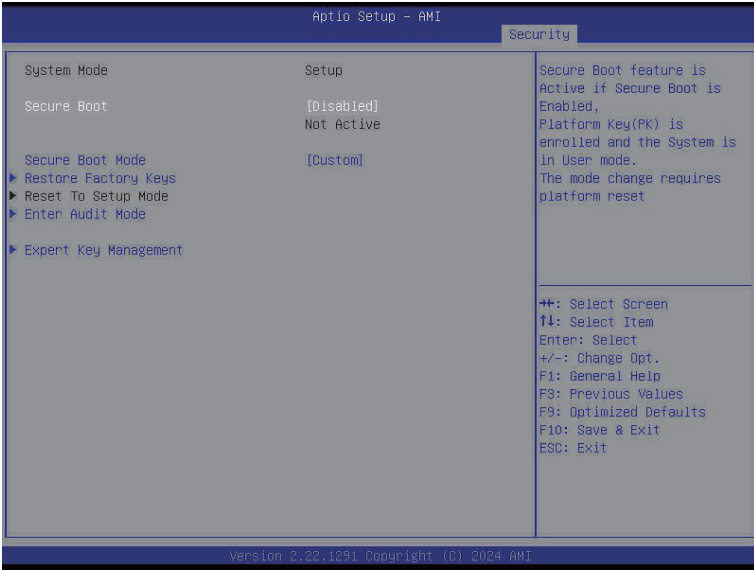 Aptio Setup – AMI
Security
System Mode Setup
Secure Boot [Disabled]
Not Active
Secure Boot Mode [Custom]
Restore Factory Keys
Reset To Setup Mode
Enter Audit Mode
Expert Key Management
Secure Boot feature is
Active if Secure Boot is
Enabled,
Platform Key(PK) is
enrolled and the System is
in User mode.
The mode change requires
platform reset
→←: Select Screen
↑↓: Select Item
Enter: Select
+/-: Change Opt.
F1: General Help
F3: Previous Values
F9: Optimized Defaults
F10: Save & Exit
ESC: Exit
Version 2.22.1291 Copyright (C) 2024 AMI